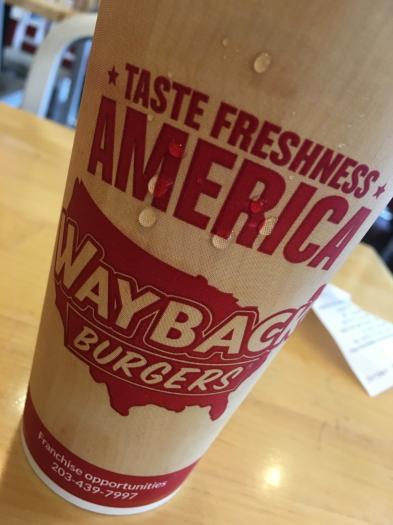 TASTE FRESHNESS
AMERICA
WAYBACK
BURGERS
Franchise opportunities
203-439-7997